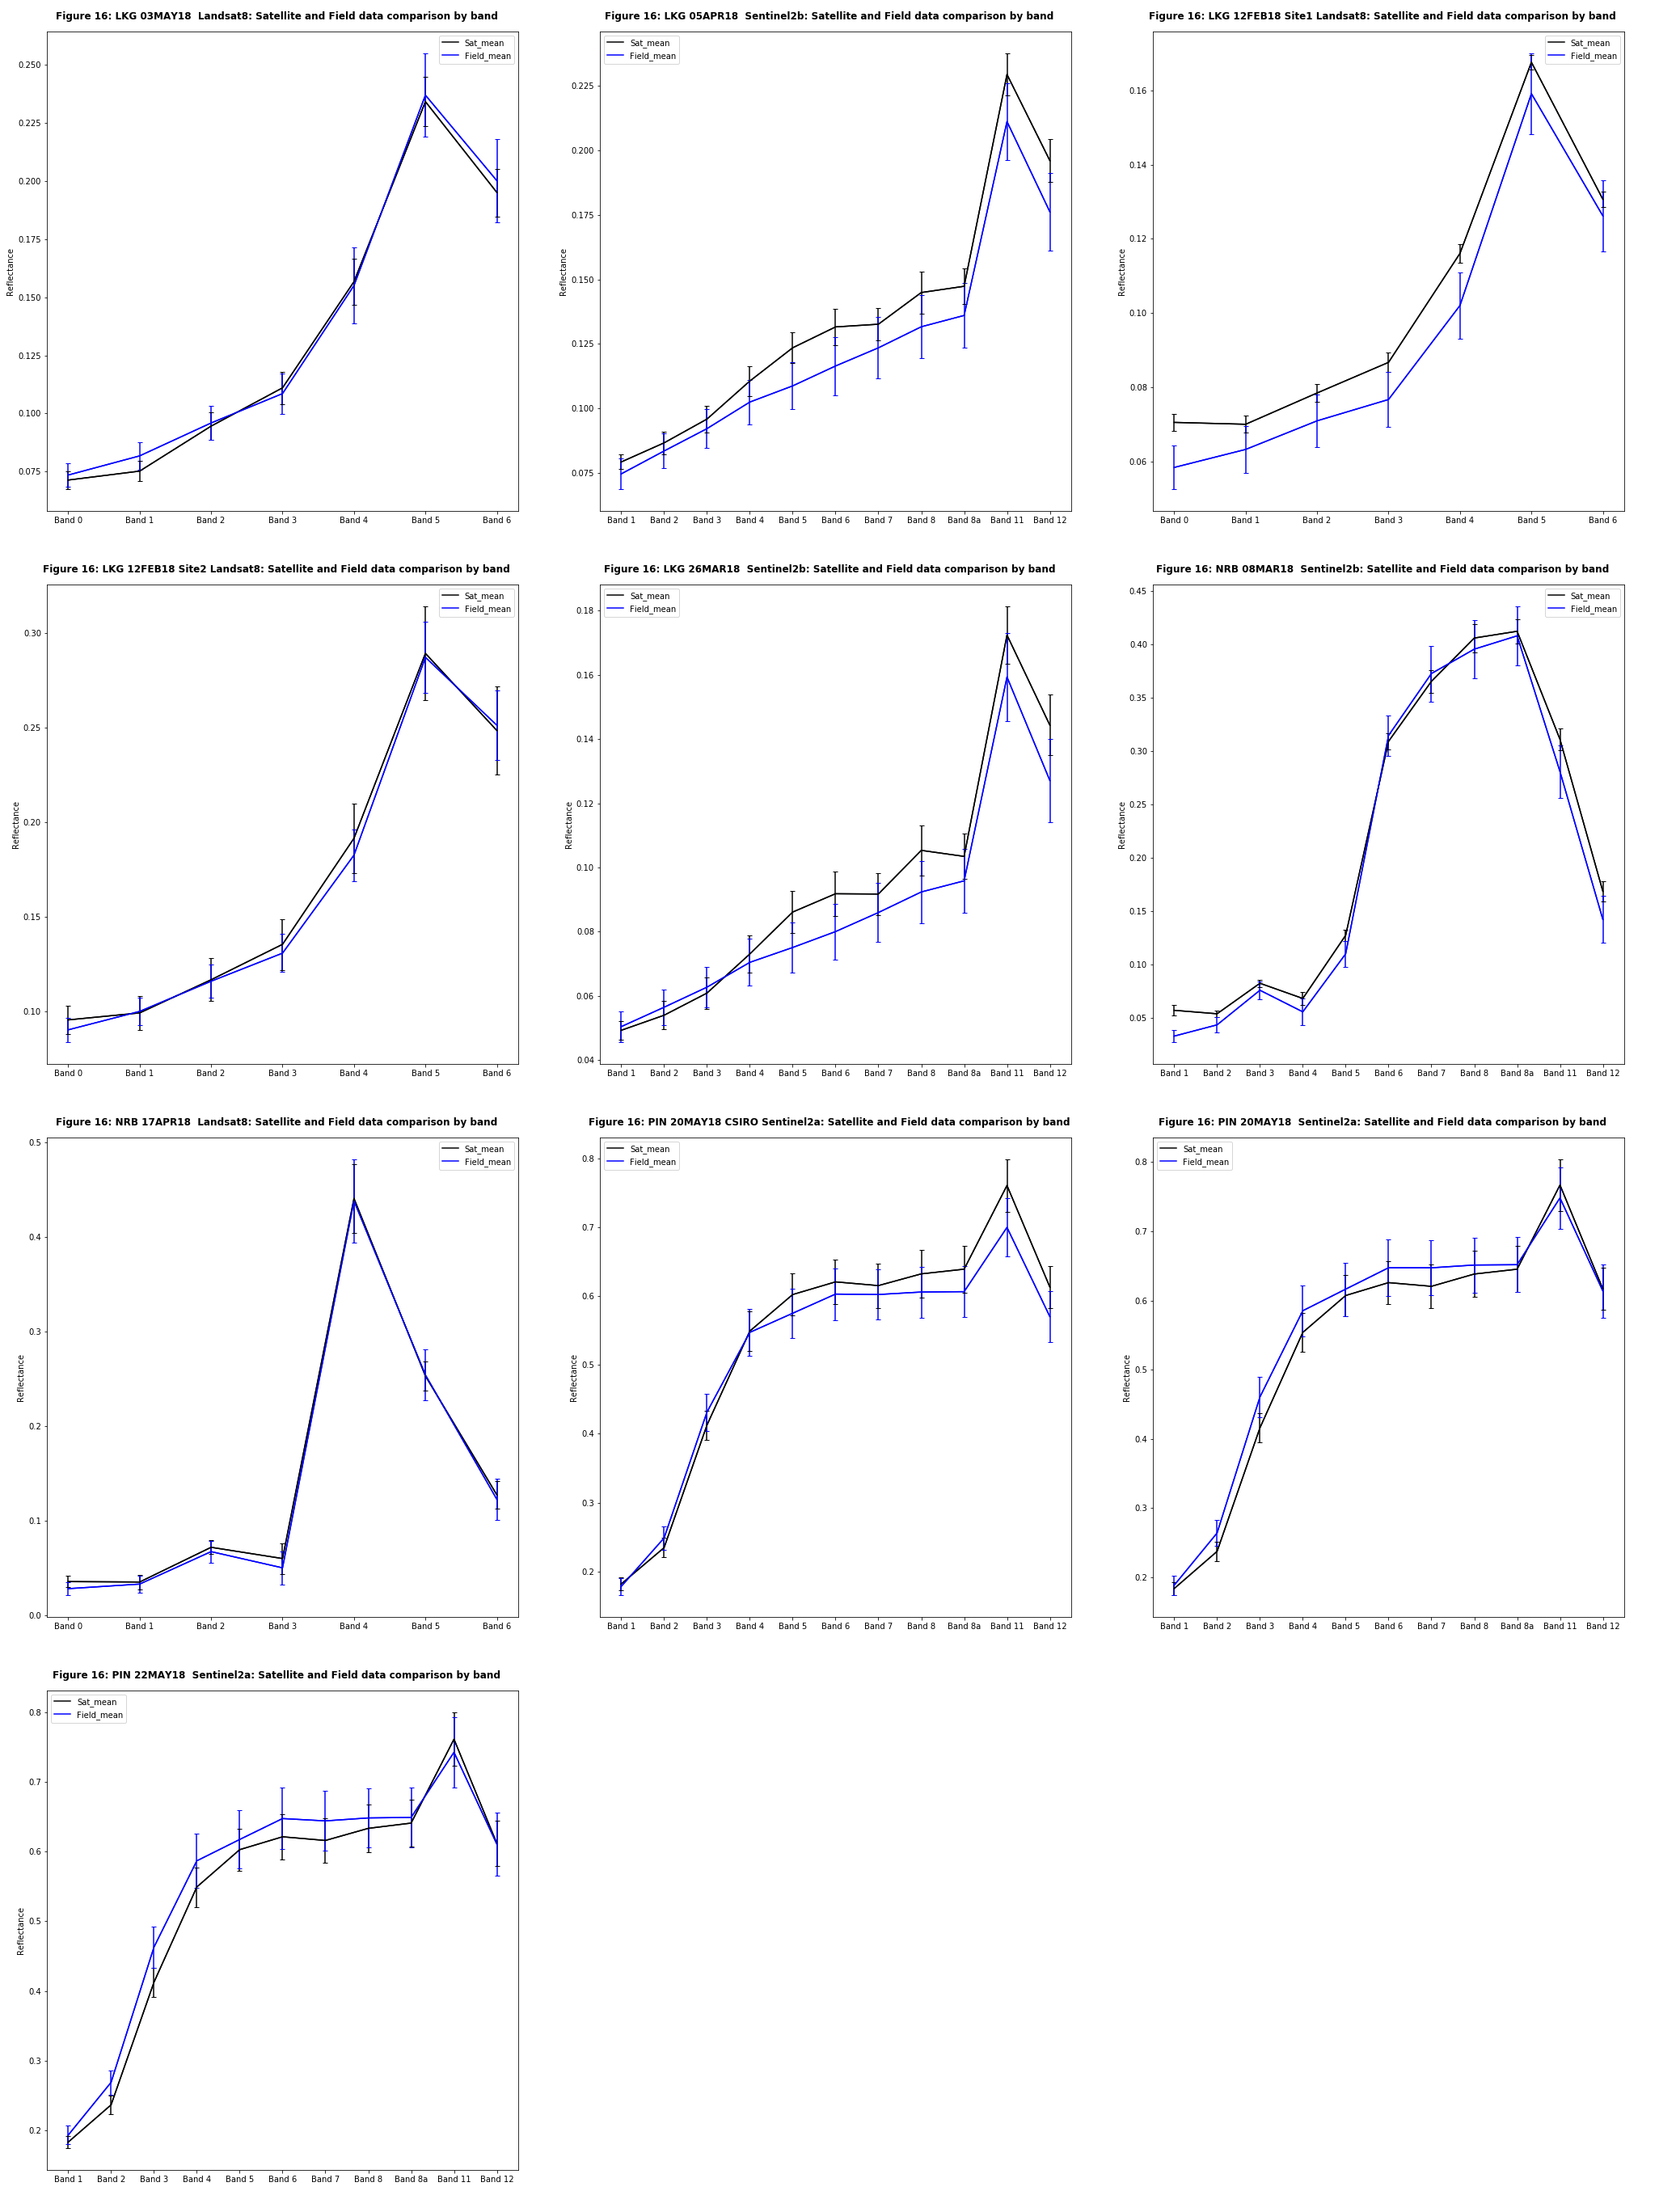 Figure 16: LKG 03MAY18  Landsat8: Satellite and Field data comparison by band
Sat_mean
Field_mean
Reflectance
0.250
0.225
0.200
0.175
0.150
0.125
0.100
0.075
Band 0 Band 1 Band 2 Band 3 Band 4 Band 5 Band 6
Figure 16: LKG 05APR18  Sentinel2b: Satellite and Field data comparison by band
Sat_mean
Field_mean
Reflectance
0.225
0.200
0.175
0.150
0.125
0.100
0.075
Band 1 Band 2 Band 3 Band 4 Band 5 Band 6 Band 7 Band 8 Band 8a Band 11 Band 12
Figure 16: LKG 12FEB18 Site1 Landsat8: Satellite and Field data comparison by band
Sat_mean
Field_mean
Reflectance
0.16
0.14
0.12
0.10
0.08
0.06
Band 0 Band 1 Band 2 Band 3 Band 4 Band 5 Band 6
Figure 16: LKG 12FEB18 Site2 Landsat8: Satellite and Field data comparison by band
Sat_mean
Field_mean
Reflectance
0.30
0.25
0.20
0.15
0.10
Band 0 Band 1 Band 2 Band 3 Band 4 Band 5 Band 6
Figure 16: LKG 26MAR18  Sentinel2b: Satellite and Field data comparison by band
Sat_mean
Field_mean
Reflectance
0.18
0.16
0.14
0.12
0.10
0.08
0.06
0.04
Band 1 Band 2 Band 3 Band 4 Band 5 Band 6 Band 7 Band 8 Band 8a Band 11 Band 12
Figure 16: NRB 08MAR18  Sentinel2b: Satellite and Field data comparison by band
Sat_mean
Field_mean
Reflectance
0.45
0.40
0.35
0.30
0.25
0.20
0.15
0.10
0.05
Band 1 Band 2 Band 3 Band 4 Band 5 Band 6 Band 7 Band 8 Band 8a Band 11 Band 12
Figure 16: NRB 17APR18  Landsat8: Satellite and Field data comparison by band
Sat_mean
Field_mean
Reflectance
0.5
0.4
0.3
0.2
0.1
0.0
Band 0 Band 1 Band 2 Band 3 Band 4 Band 5 Band 6
Figure 16: PIN 20MAY18 CSIRO Sentinel2a: Satellite and Field data comparison by band
Sat_mean
Field_mean
Reflectance
0.8
0.7
0.6
0.5
0.4
0.3
0.2
Band 1 Band 2 Band 3 Band 4 Band 5 Band 6 Band 7 Band 8 Band 8a Band 11 Band 12
Figure 16: PIN 20MAY18  Sentinel2a: Satellite and Field data comparison by band
Sat_mean
Field_mean
Reflectance
0.8
0.7
0.6
0.5
0.4
0.3
0.2
Band 1 Band 2 Band 3 Band 4 Band 5 Band 6 Band 7 Band 8 Band 8a Band 11 Band 12
Figure 16: PIN 22MAY18  Sentinel2a: Satellite and Field data comparison by band
Sat_mean
Field_mean
Reflectance
0.8
0.7
0.6
0.5
0.4
0.3
0.2
Band 1 Band 2 Band 3 Band 4 Band 5 Band 6 Band 7 Band 8 Band 8a Band 11 Band 12